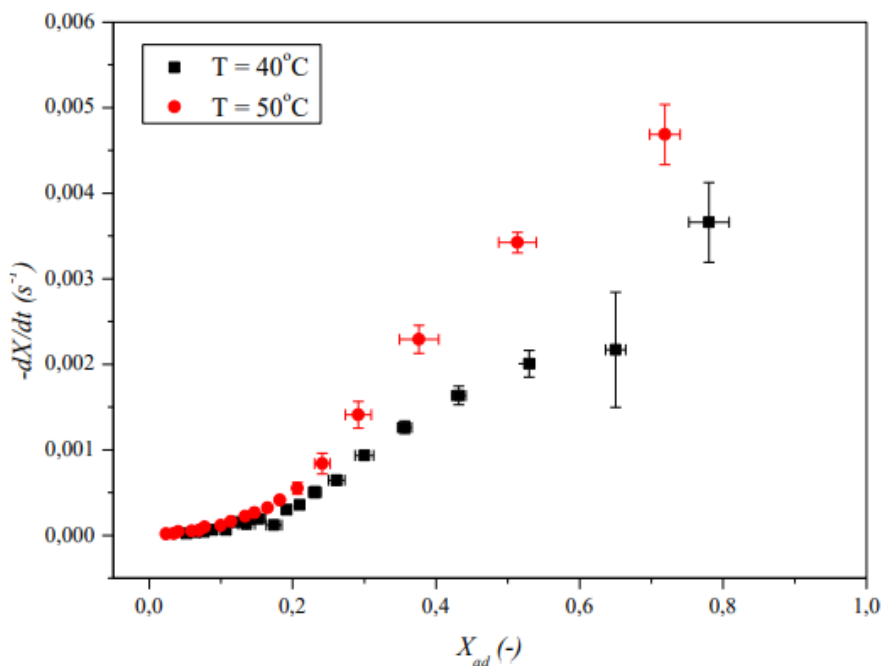 0,006
0,005
0,004
0,003
0,002
0,001
0,000
-dX/dt (s⁻¹)
T = 40°C
T = 50°C
0,0 0,2 0,4 0,6 0,8 1,0
X_ad (-)